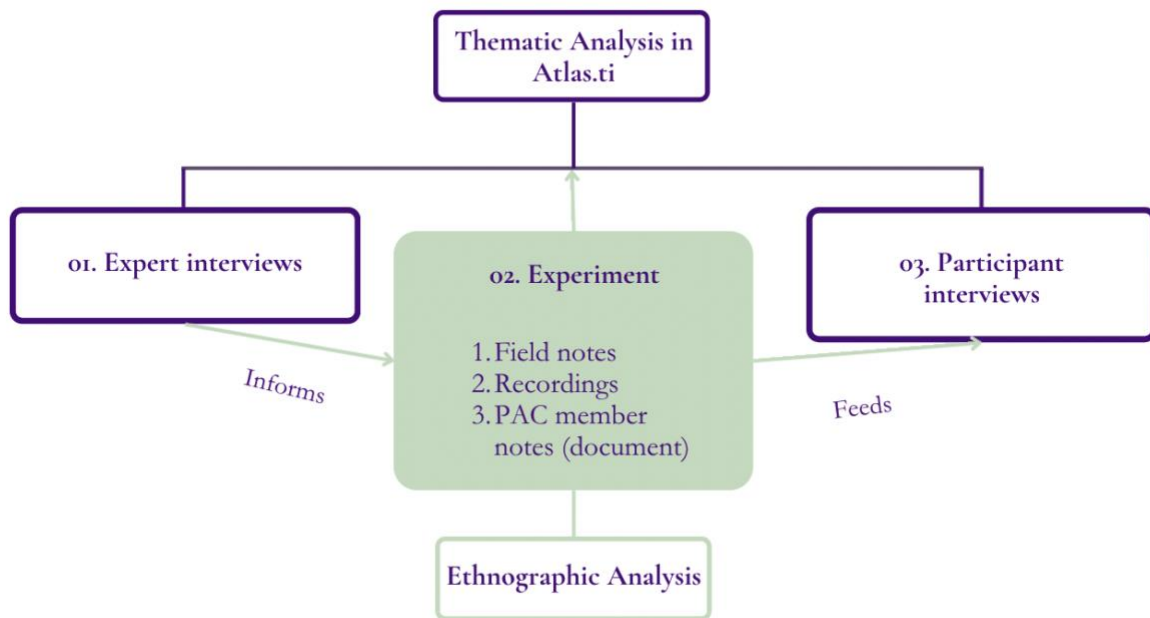 Thematic Analysis in
Atlas.ti
01. Expert interviews
02. Experiment
1. Field notes
2. Recordings
3. PAC member
notes (document)
03. Participant
interviews
Informs
Feeds
Ethnographic Analysis